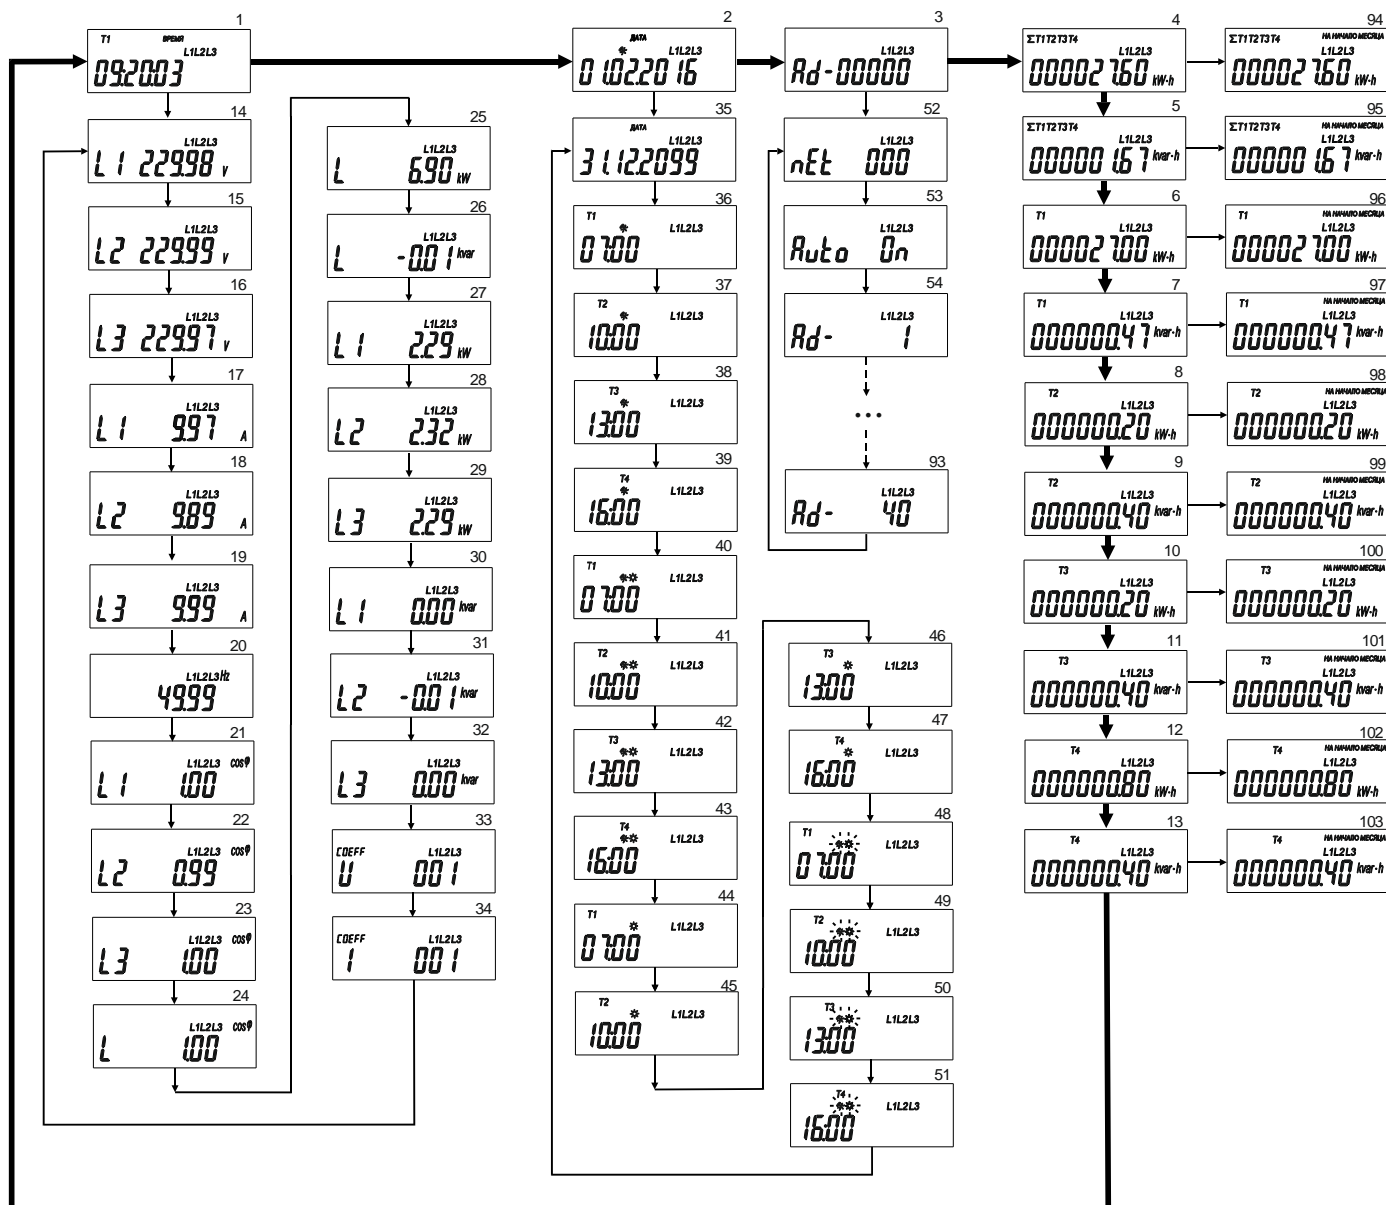 1
T1 ВРЕМЯ
L1L2L3
09:20:03
14
L1L2L3
L1 229.98 V
15
L1L2L3
L2 229.99 V
16
L1L2L3
L3 229.97 V
17
L1L2L3
L1 9.97 A
18
L1L2L3
L2 9.89 A
19
L1L2L3
L3 9.99 A
20
L1L2L3 Hz
49.99
21
L1L2L3 cosφ
L1 1.00
22
L1L2L3 cosφ
L2 0.99
23
L1L2L3 cosφ
L3 1.00
24
L1L2L3 cosφ
L 1.00
25
L1L2L3
L 6.90 kW
26
L1L2L3
L -0.01 kvar
27
L1L2L3
L1 2.29 kW
28
L1L2L3
L2 2.32 kW
29
L1L2L3
L3 2.29 kW
30
L1L2L3
L1 0.00 kvar
31
L1L2L3
L2 -0.01 kvar
32
L1L2L3
L3 0.00 kvar
33
COEFF L1L2L3
U 001
34
COEFF L1L2L3
I 001
2
ДАТА
L1L2L3
01.02.2016
35
ДАТА
L1L2L3
31.12.2099
36
T1
L1L2L3
07:00
37
T2
L1L2L3
10:00
38
T3
L1L2L3
13:00
39
T4
L1L2L3
16:00
40
T1
L1L2L3
07:00
41
T2
L1L2L3
10:00
42
T3
L1L2L3
13:00
43
T4
L1L2L3
16:00
44
T1
L1L2L3
07:00
45
T2
L1L2L3
10:00
3
L1L2L3
Ad-00000
52
L1L2L3
nEt 000
53
L1L2L3
Auto On
54
L1L2L3
Ad- 1
...
93
L1L2L3
Ad- 40
46
T3
L1L2L3
13:00
47
T4
L1L2L3
16:00
48
T1
L1L2L3
07:00
49
T2
L1L2L3
10:00
50
T3
L1L2L3
13:00
51
T4
L1L2L3
16:00
4
ΣT1T2T3T4
L1L2L3
000027.60 kW·h
5
ΣT1T2T3T4
L1L2L3
000001.67 kvar·h
6
T1
L1L2L3
000027.00 kW·h
7
T1
L1L2L3
000000.47 kvar·h
8
T2
L1L2L3
000000.20 kW·h
9
T2
L1L2L3
000000.40 kvar·h
10
T3
L1L2L3
000000.20 kW·h
11
T3
L1L2L3
000000.40 kvar·h
12
T4
L1L2L3
000000.80 kW·h
13
T4
L1L2L3
000000.40 kvar·h
94
ΣT1T2T3T4 НА НАЧАЛО МЕСЯЦА
L1L2L3
000027.60 kW·h
95
ΣT1T2T3T4 НА НАЧАЛО МЕСЯЦА
L1L2L3
000001.67 kvar·h
96
T1 НА НАЧАЛО МЕСЯЦА
L1L2L3
000027.00 kW·h
97
T1 НА НАЧАЛО МЕСЯЦА
L1L2L3
000000.47 kvar·h
98
T2 НА НАЧАЛО МЕСЯЦА
L1L2L3
000000.20 kW·h
99
T2 НА НАЧАЛО МЕСЯЦА
L1L2L3
000000.40 kvar·h
100
T3 НА НАЧАЛО МЕСЯЦА
L1L2L3
000000.20 kW·h
101
T3 НА НАЧАЛО МЕСЯЦА
L1L2L3
000000.40 kvar·h
102
T4 НА НАЧАЛО МЕСЯЦА
L1L2L3
000000.80 kW·h
103
T4 НА НАЧАЛО МЕСЯЦА
L1L2L3
000000.40 kvar·h